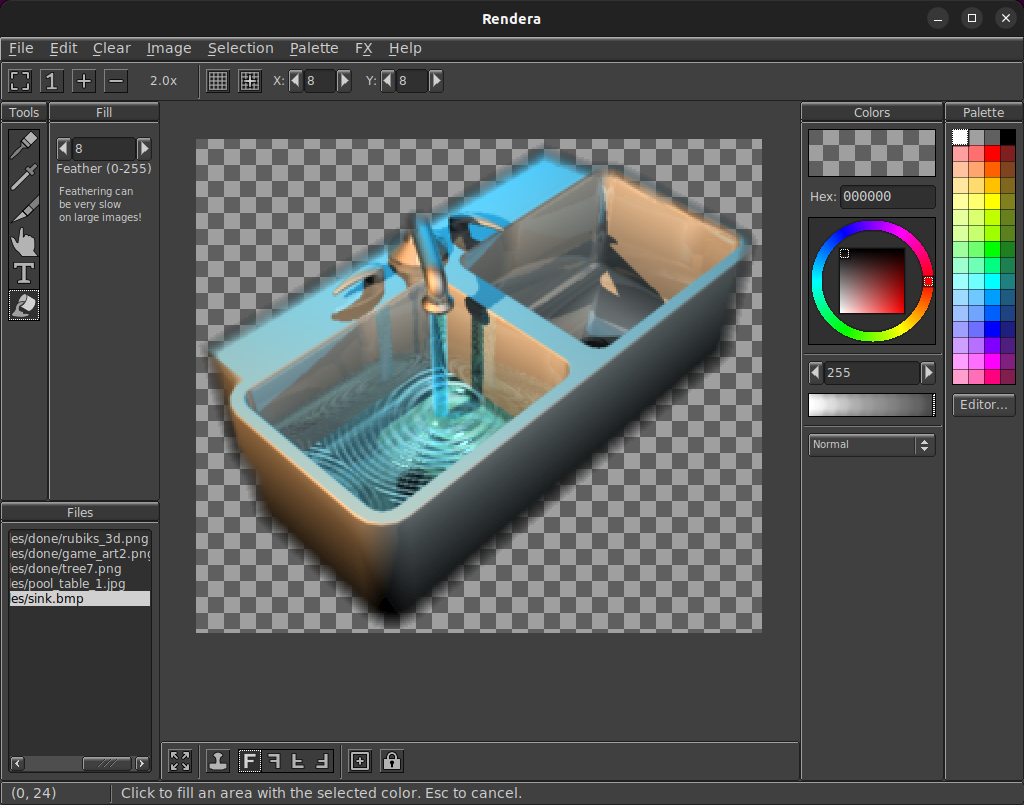 Rendera
File Edit Clear Image Selection Palette FX Help
1 2.0x X: 8 Y: 8
Tools Fill Colors Palette
8
Feather (0-255)
Feathering can
be very slow
on large images!
Hex: 000000
255
Editor...
Normal
Files
es/done/rubiks_3d.png
es/done/game_art2.png
es/done/tree7.png
es/pool_table_1.jpg
es/sink.bmp
(0, 24) Click to fill an area with the selected color. Esc to cancel.